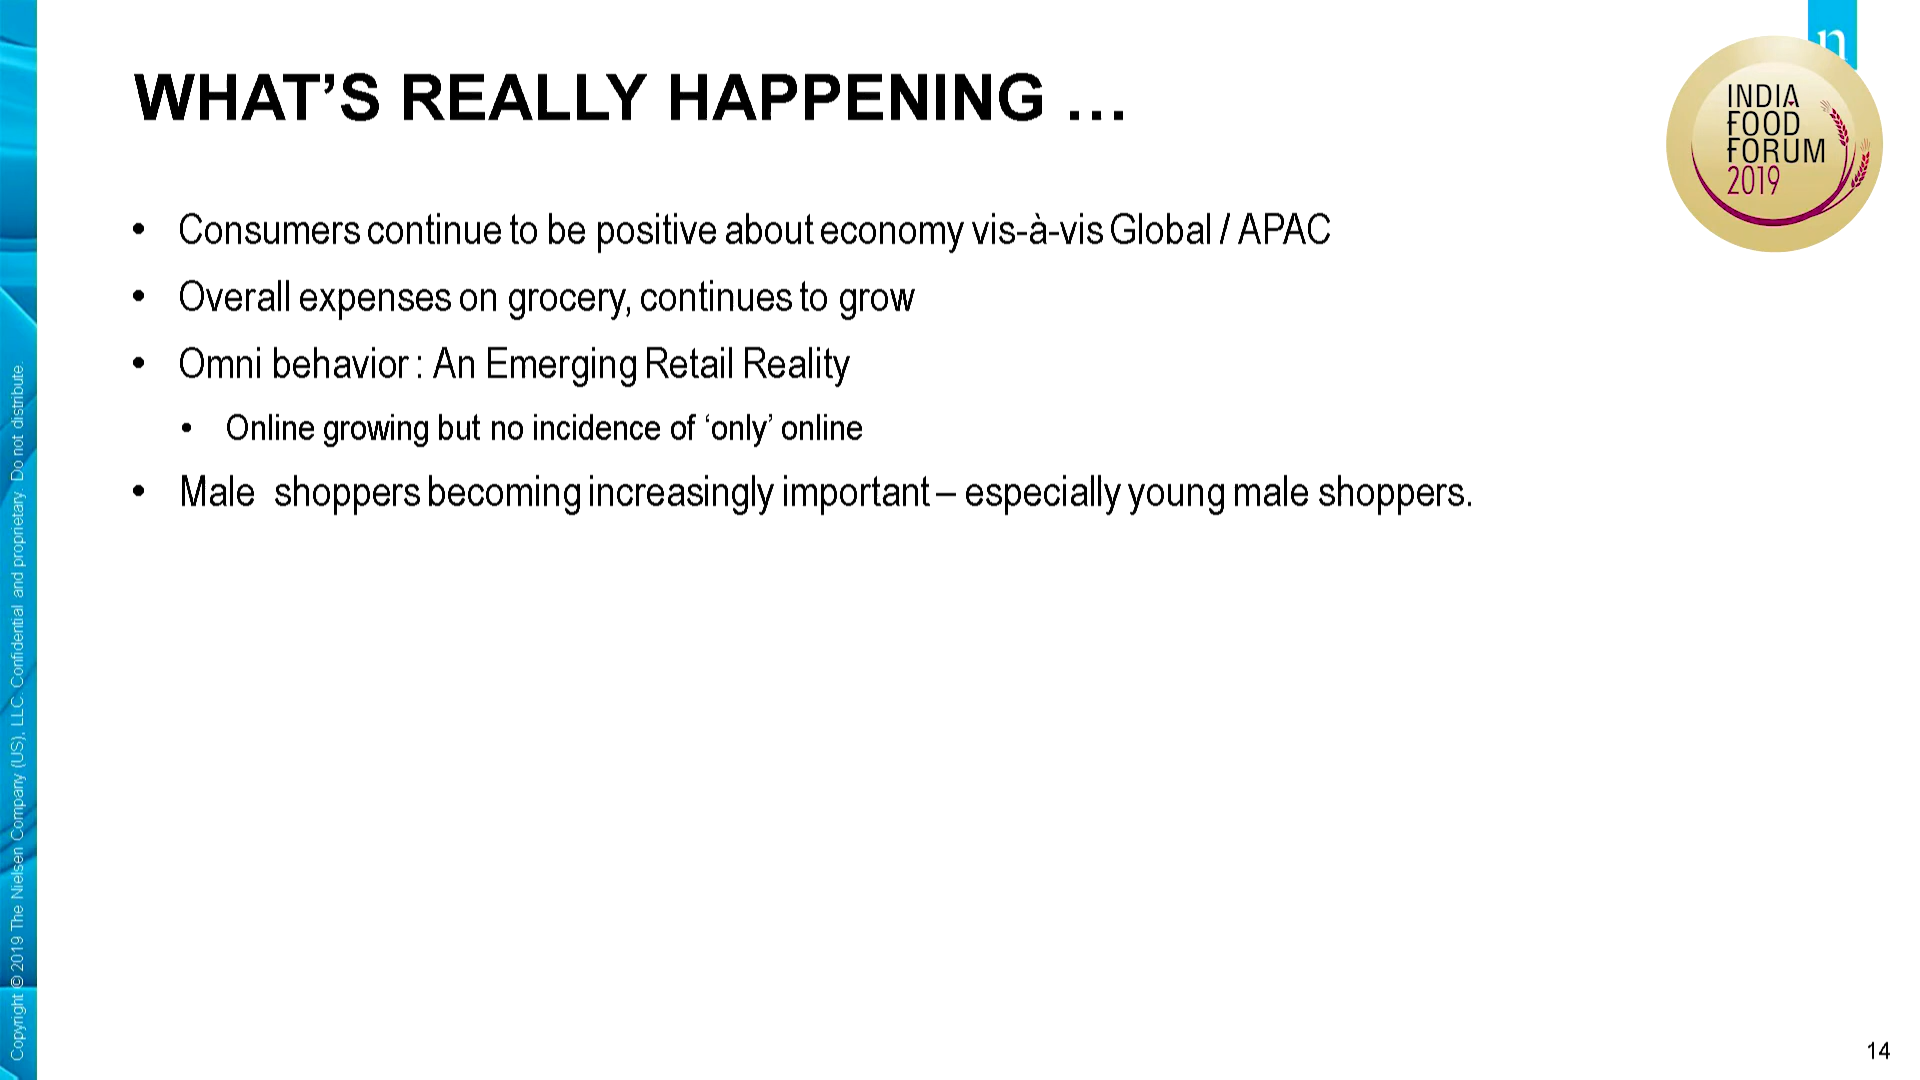 WHAT’S REALLY HAPPENING …
n
INDIA
FOOD
FORUM
2019
• Consumers continue to be positive about economy vis-à-vis Global / APAC
• Overall expenses on grocery, continues to grow
• Omni behavior : An Emerging Retail Reality
• Online growing but no incidence of ‘only’ online
• Male shoppers becoming increasingly important – especially young male shoppers.
Copyright © 2019 The Nielsen Company (US), LLC. Confidential and proprietary. Do not distribute.
14